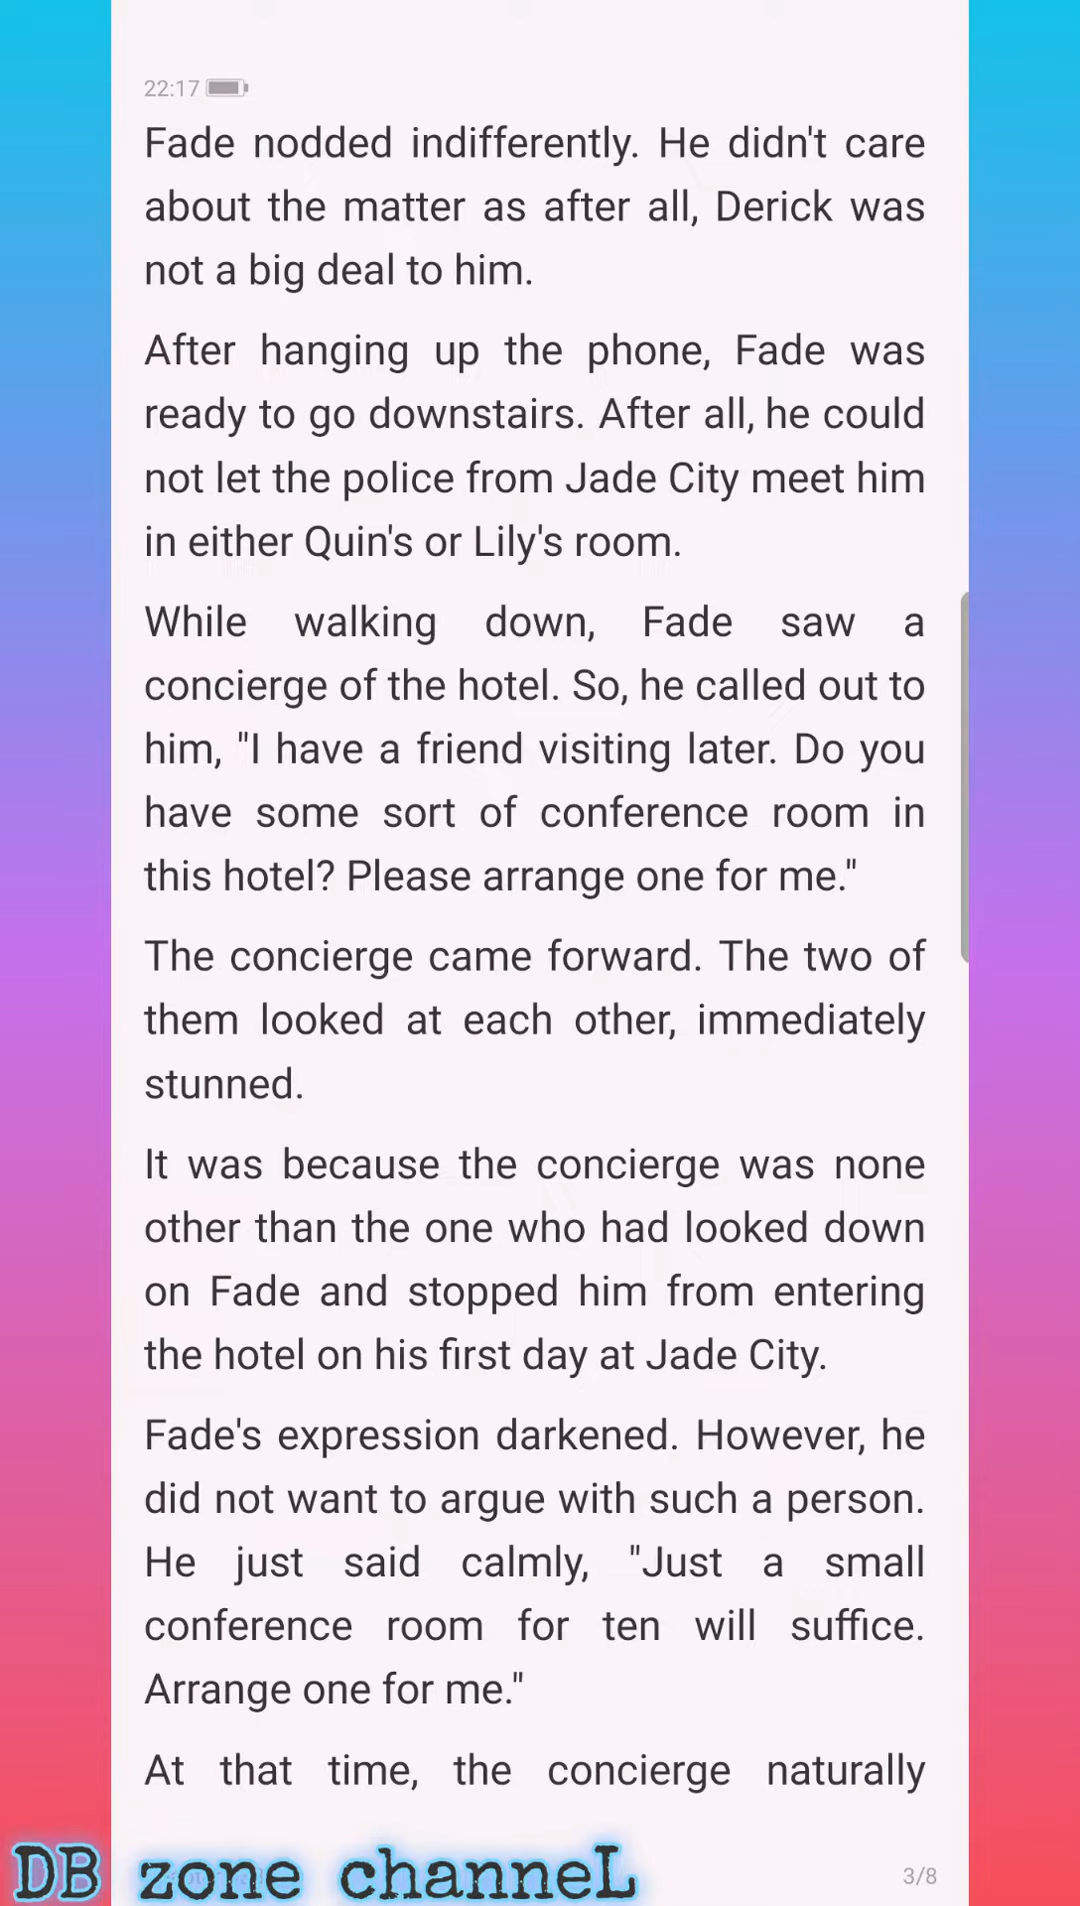 22:17
Fade nodded indifferently. He didn't care
about the matter as after all, Derick was
not a big deal to him.
After hanging up the phone, Fade was
ready to go downstairs. After all, he could
not let the police from Jade City meet him
in either Quin's or Lily's room.
While walking down, Fade saw a
concierge of the hotel. So, he called out to
him, "I have a friend visiting later. Do you
have some sort of conference room in
this hotel? Please arrange one for me."
The concierge came forward. The two of
them looked at each other, immediately
stunned.
It was because the concierge was none
other than the one who had looked down
on Fade and stopped him from entering
the hotel on his first day at Jade City.
Fade's expression darkened. However, he
did not want to argue with such a person.
He just said calmly, "Just a small
conference room for ten will suffice.
Arrange one for me."
At that time, the concierge naturally
DB zone channeL
3/8